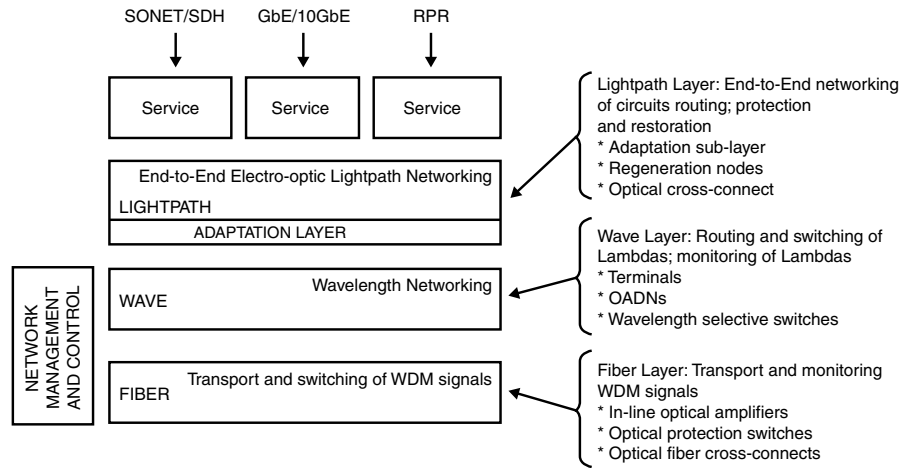 SONET/SDH
GbE/10GbE
RPR
Service
Service
Service
End-to-End Electro-optic Lightpath Networking
LIGHTPATH
ADAPTATION LAYER
Wavelength Networking
WAVE
Transport and switching of WDM signals
FIBER
NETWORK
MANAGEMENT
AND CONTROL
Lightpath Layer: End-to-End networking
of circuits routing; protection
and restoration
* Adaptation sub-layer
* Regeneration nodes
* Optical cross-connect
Wave Layer: Routing and switching of
Lambdas; monitoring of Lambdas
* Terminals
* OADNs
* Wavelength selective switches
Fiber Layer: Transport and monitoring
WDM signals
* In-line optical amplifiers
* Optical protection switches
* Optical fiber cross-connects